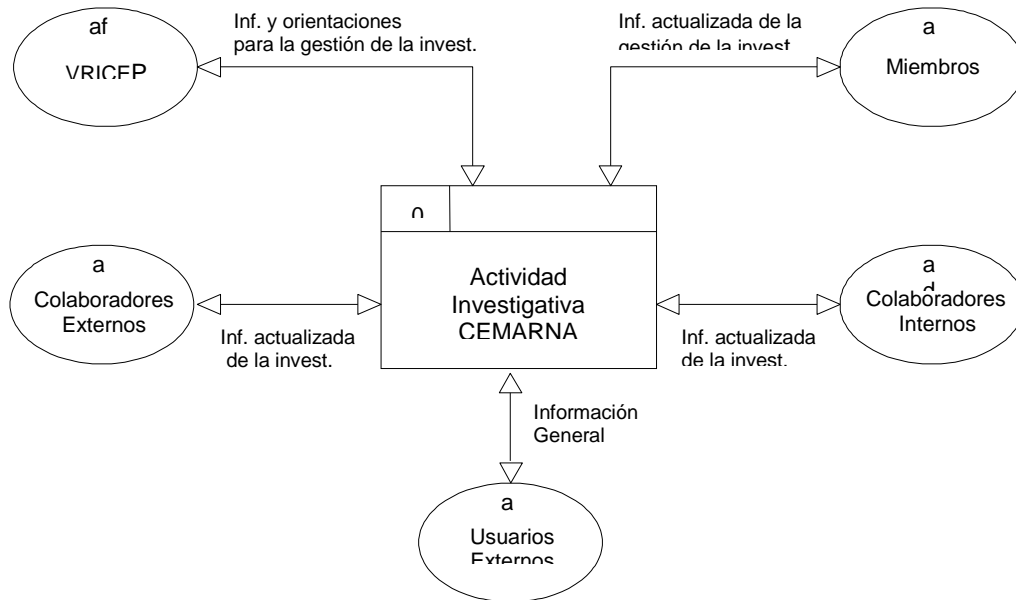 af
VRICEP
Inf. y orientaciones
para la gestión de la invest.
Inf. actualizada de la
gestión de la invest
a
Miembros
0
Actividad
Investigativa
CEMARNA
a
Colaboradores
Externos
Inf. actualizada
de la invest.
a
d
Colaboradores
Internos
Inf. actualizada
de la invest.
Información
General
a
Usuarios
Externos